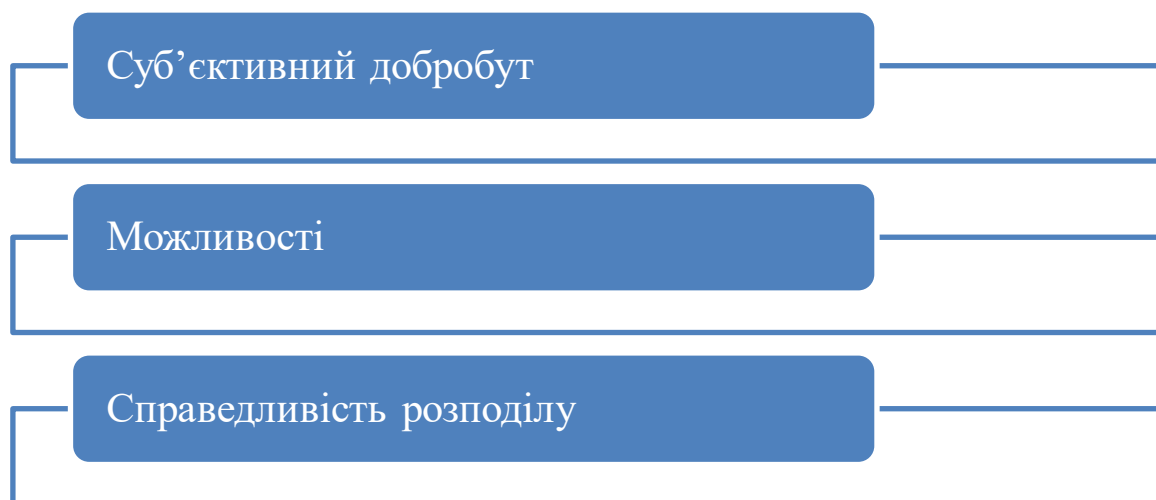 Суб’єктивний добробут
Можливості
Справедливість розподілу